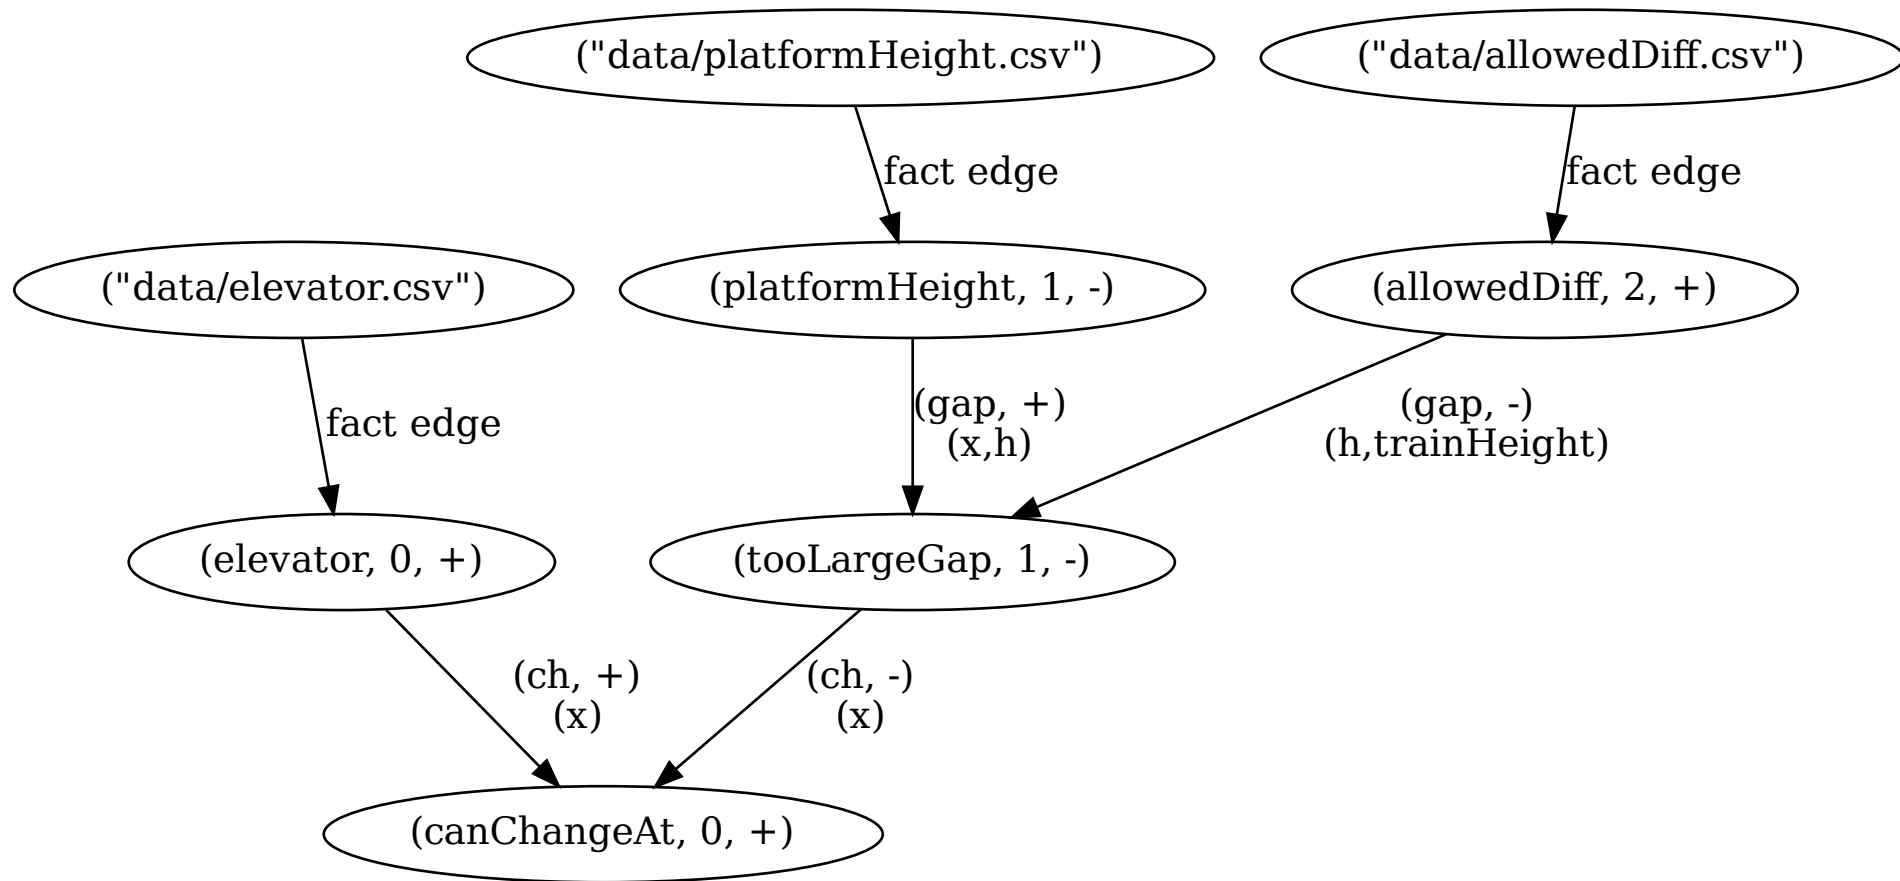 ("data/platformHeight.csv")
("data/allowedDiff.csv")
fact edge
fact edge
("data/elevator.csv")
(platformHeight, 1, -)
(allowedDiff, 2, +)
fact edge
(gap, +)
(x,h)
(gap, -)
(h,trainHeight)
(elevator, 0, +)
(tooLargeGap, 1, -)
(ch, +)
(x)
(ch, -)
(x)
(canChangeAt, 0, +)